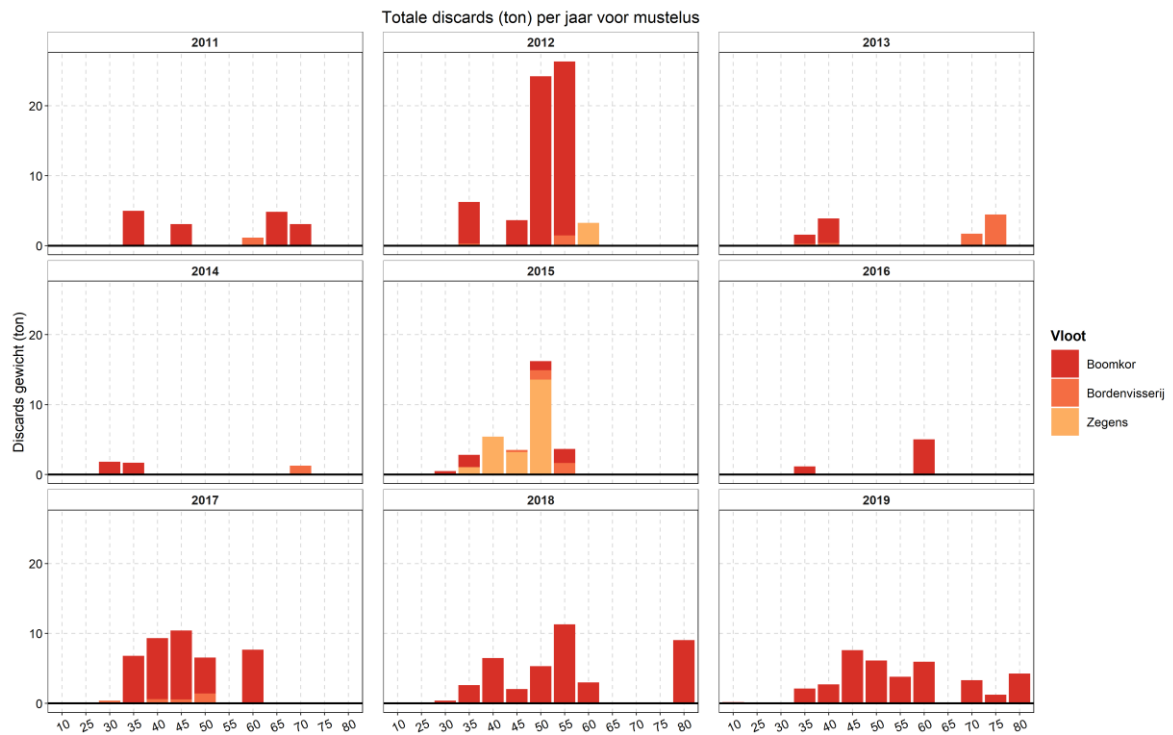 Totale discards (ton) per jaar voor mustelus
2011
2012
2013
20
10
0
2014
2015
2016
20
10
0
2017
2018
2019
20
10
0
10 25 30 35 40 45 50 55 60 65 70 75 80
10 25 30 35 40 45 50 55 60 65 70 75 80
10 25 30 35 40 45 50 55 60 65 70 75 80
Discards gewicht (ton)
Vloot
Boomkor
Bordenvisserij
Zegens